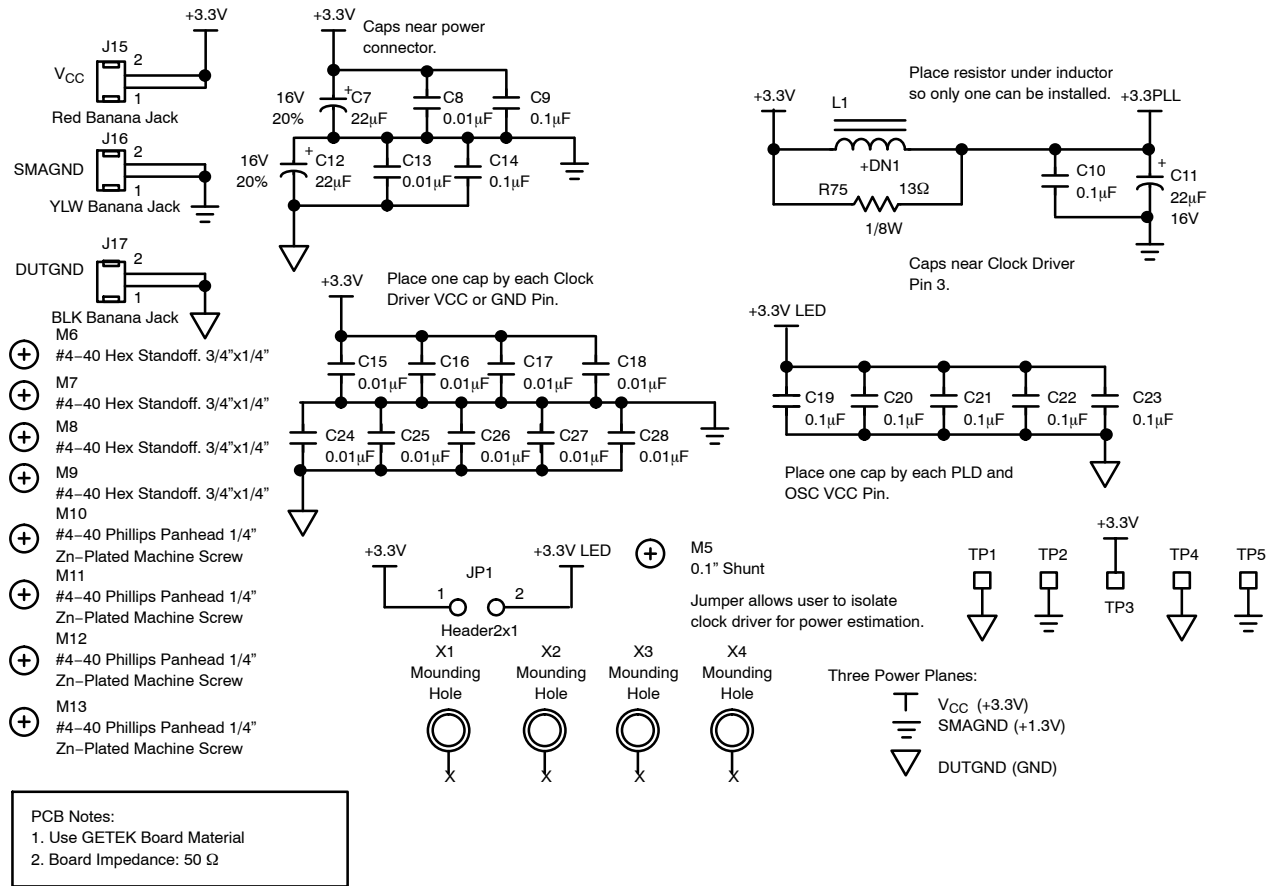 +3.3V
J15
2
VCC
1
Red Banana Jack
J16
2
SMAGND
1
YLW Banana Jack
J17
2
DUTGND
1
BLK Banana Jack
+3.3V
Caps near power
connector.
16V
20%
+
C7
22μF
C8
0.01μF
C9
0.1μF
16V
20%
+
C12
22μF
C13
0.01μF
C14
0.1μF
Place resistor under inductor
so only one can be installed.
+3.3V
L1
+3.3PLL
+DN1
R75
13Ω
1/8W
C10
0.1μF
+
C11
22μF
16V
Caps near Clock Driver
Pin 3.
+3.3V
Place one cap by each Clock
Driver VCC or GND Pin.
C15
0.01μF
C16
0.01μF
C17
0.01μF
C18
0.01μF
C24
0.01μF
C25
0.01μF
C26
0.01μF
C27
0.01μF
C28
0.01μF
+3.3V LED
C19
0.1μF
C20
0.1μF
C21
0.1μF
C22
0.1μF
C23
0.1μF
Place one cap by each PLD and
OSC VCC Pin.
M6
#4−40 Hex Standoff. 3/4”x1/4”
M7
#4−40 Hex Standoff. 3/4”x1/4”
M8
#4−40 Hex Standoff. 3/4”x1/4”
M9
#4−40 Hex Standoff. 3/4”x1/4”
M10
#4−40 Phillips Panhead 1/4”
Zn−Plated Machine Screw
M11
#4−40 Phillips Panhead 1/4”
Zn−Plated Machine Screw
M12
#4−40 Phillips Panhead 1/4”
Zn−Plated Machine Screw
M13
#4−40 Phillips Panhead 1/4”
Zn−Plated Machine Screw
+3.3V
+3.3V LED
JP1
1
2
Header2x1
M5
0.1” Shunt
Jumper allows user to isolate
clock driver for power estimation.
X1
Mounding
Hole
X
X2
Mounding
Hole
X
X3
Mounding
Hole
X
X4
Mounding
Hole
X
+3.3V
TP1
TP2
TP3
TP4
TP5
Three Power Planes:
VCC (+3.3V)
SMAGND (+1.3V)
DUTGND (GND)
PCB Notes:
1. Use GETEK Board Material
2. Board Impedance: 50 Ω